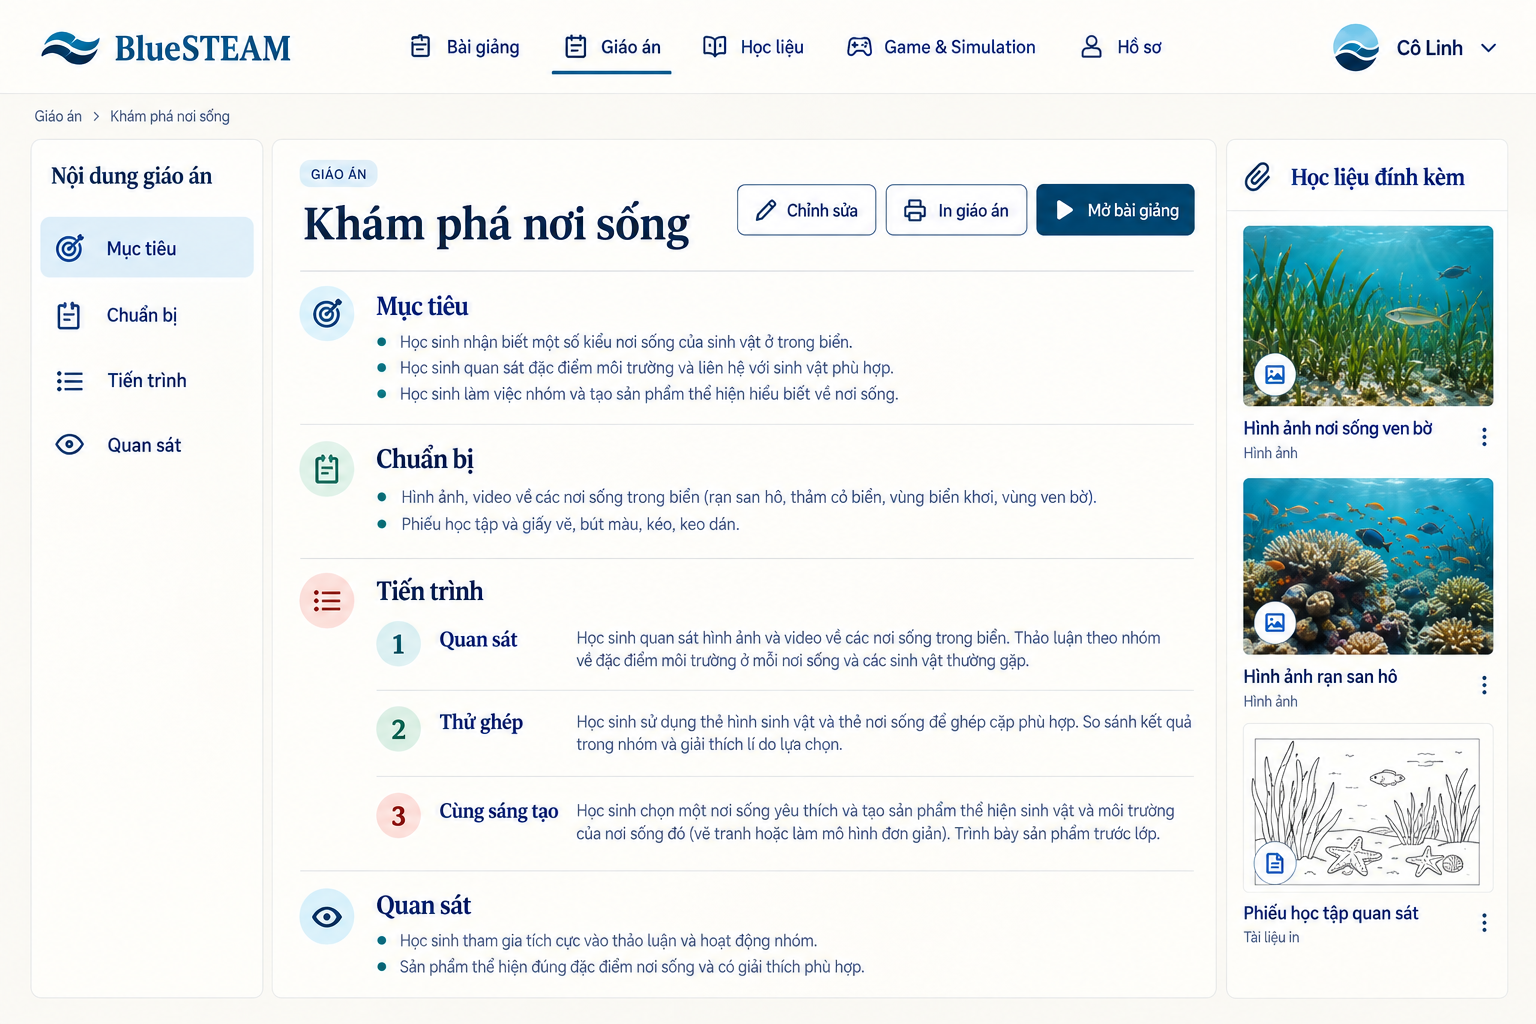 BlueSTEAM
Bài giảng
Giáo án
Học liệu
Game & Simulation
Hồ sơ
Cô Linh
Giáo án > Khám phá nơi sống
Nội dung giáo án
Mục tiêu
Chuẩn bị
Tiến trình
Quan sát
GIÁO ÁN
Khám phá nơi sống
Chỉnh sửa
In giáo án
Mở bài giảng
Mục tiêu
Học sinh nhận biết một số kiểu nơi sống của sinh vật ở trong biển.
Học sinh quan sát đặc điểm môi trường và liên hệ với sinh vật phù hợp.
Học sinh làm việc nhóm và tạo sản phẩm thể hiện hiểu biết về nơi sống.
Chuẩn bị
Hình ảnh, video về các nơi sống trong biển (rạn san hô, thảm cỏ biển, vùng biển khơi, vùng ven bờ).
Phiếu học tập và giấy vẽ, bút màu, kéo, keo dán.
Tiến trình
1
Quan sát
Học sinh quan sát hình ảnh và video về các nơi sống trong biển. Thảo luận theo nhóm
về đặc điểm môi trường ở mỗi nơi sống và các sinh vật thường gặp.
2
Thử ghép
Học sinh sử dụng thẻ hình sinh vật và thẻ nơi sống để ghép cặp phù hợp. So sánh kết quả
trong nhóm và giải thích lí do lựa chọn.
3
Cùng sáng tạo
Học sinh chọn một nơi sống yêu thích và tạo sản phẩm thể hiện sinh vật và môi trường
của nơi sống đó (vẽ tranh hoặc làm mô hình đơn giản). Trình bày sản phẩm trước lớp.
Quan sát
Học sinh tham gia tích cực vào thảo luận và hoạt động nhóm.
Sản phẩm thể hiện đúng đặc điểm nơi sống và có giải thích phù hợp.
Học liệu đính kèm
Hình ảnh nơi sống ven bờ
Hình ảnh
Hình ảnh rạn san hô
Hình ảnh
Phiếu học tập quan sát
Tài liệu in